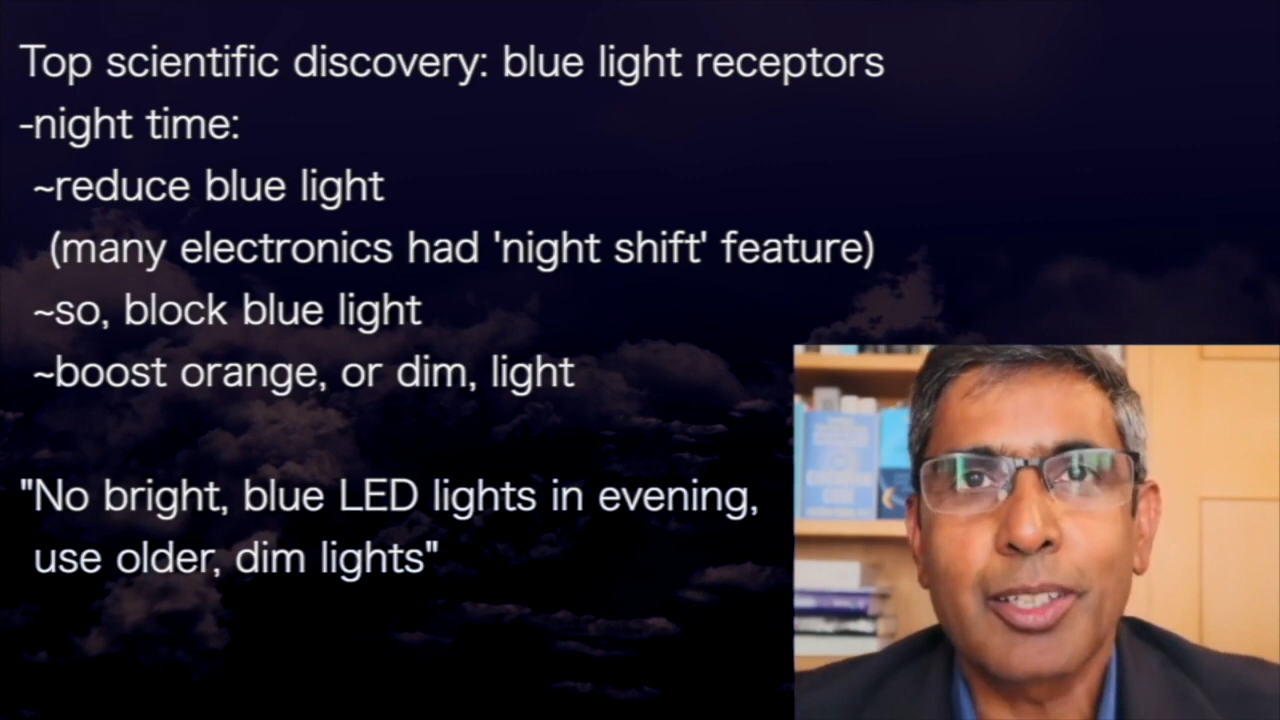 Top scientific discovery: blue light receptors
-night time:
~reduce blue light
(many electronics had 'night shift' feature)
~so, block blue light
~boost orange, or dim, light
"No bright, blue LED lights in evening,
use older, dim lights"